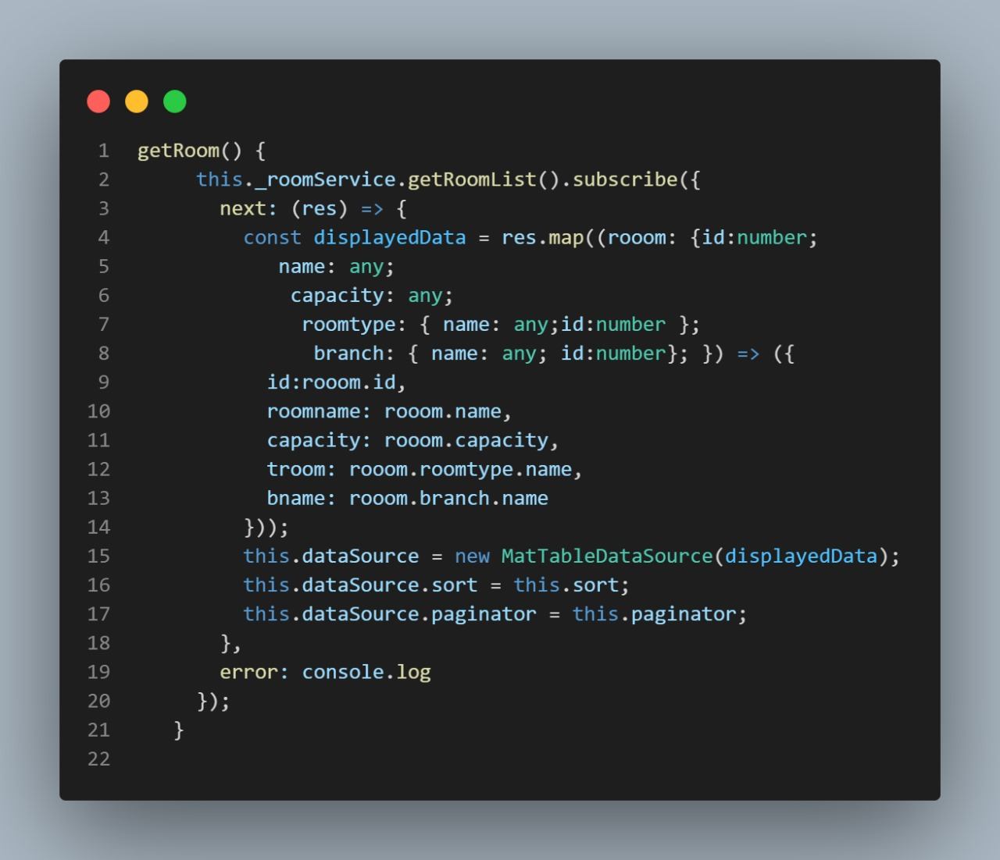 1 getRoom() {
2 this._roomService.getRoomList().subscribe({
3 next: (res) => {
4 const displayedData = res.map((rooom: {id:number;
5 name: any;
6 capacity: any;
7 roomtype: { name: any;id:number };
8 branch: { name: any; id:number}; }) => ({
9 id:rooom.id,
10 roomname: rooom.name,
11 capacity: rooom.capacity,
12 troom: rooom.roomtype.name,
13 bname: rooom.branch.name
14 }));
15 this.dataSource = new MatTableDataSource(displayedData);
16 this.dataSource.sort = this.sort;
17 this.dataSource.paginator = this.paginator;
18 },
19 error: console.log
20 });
21 }
22